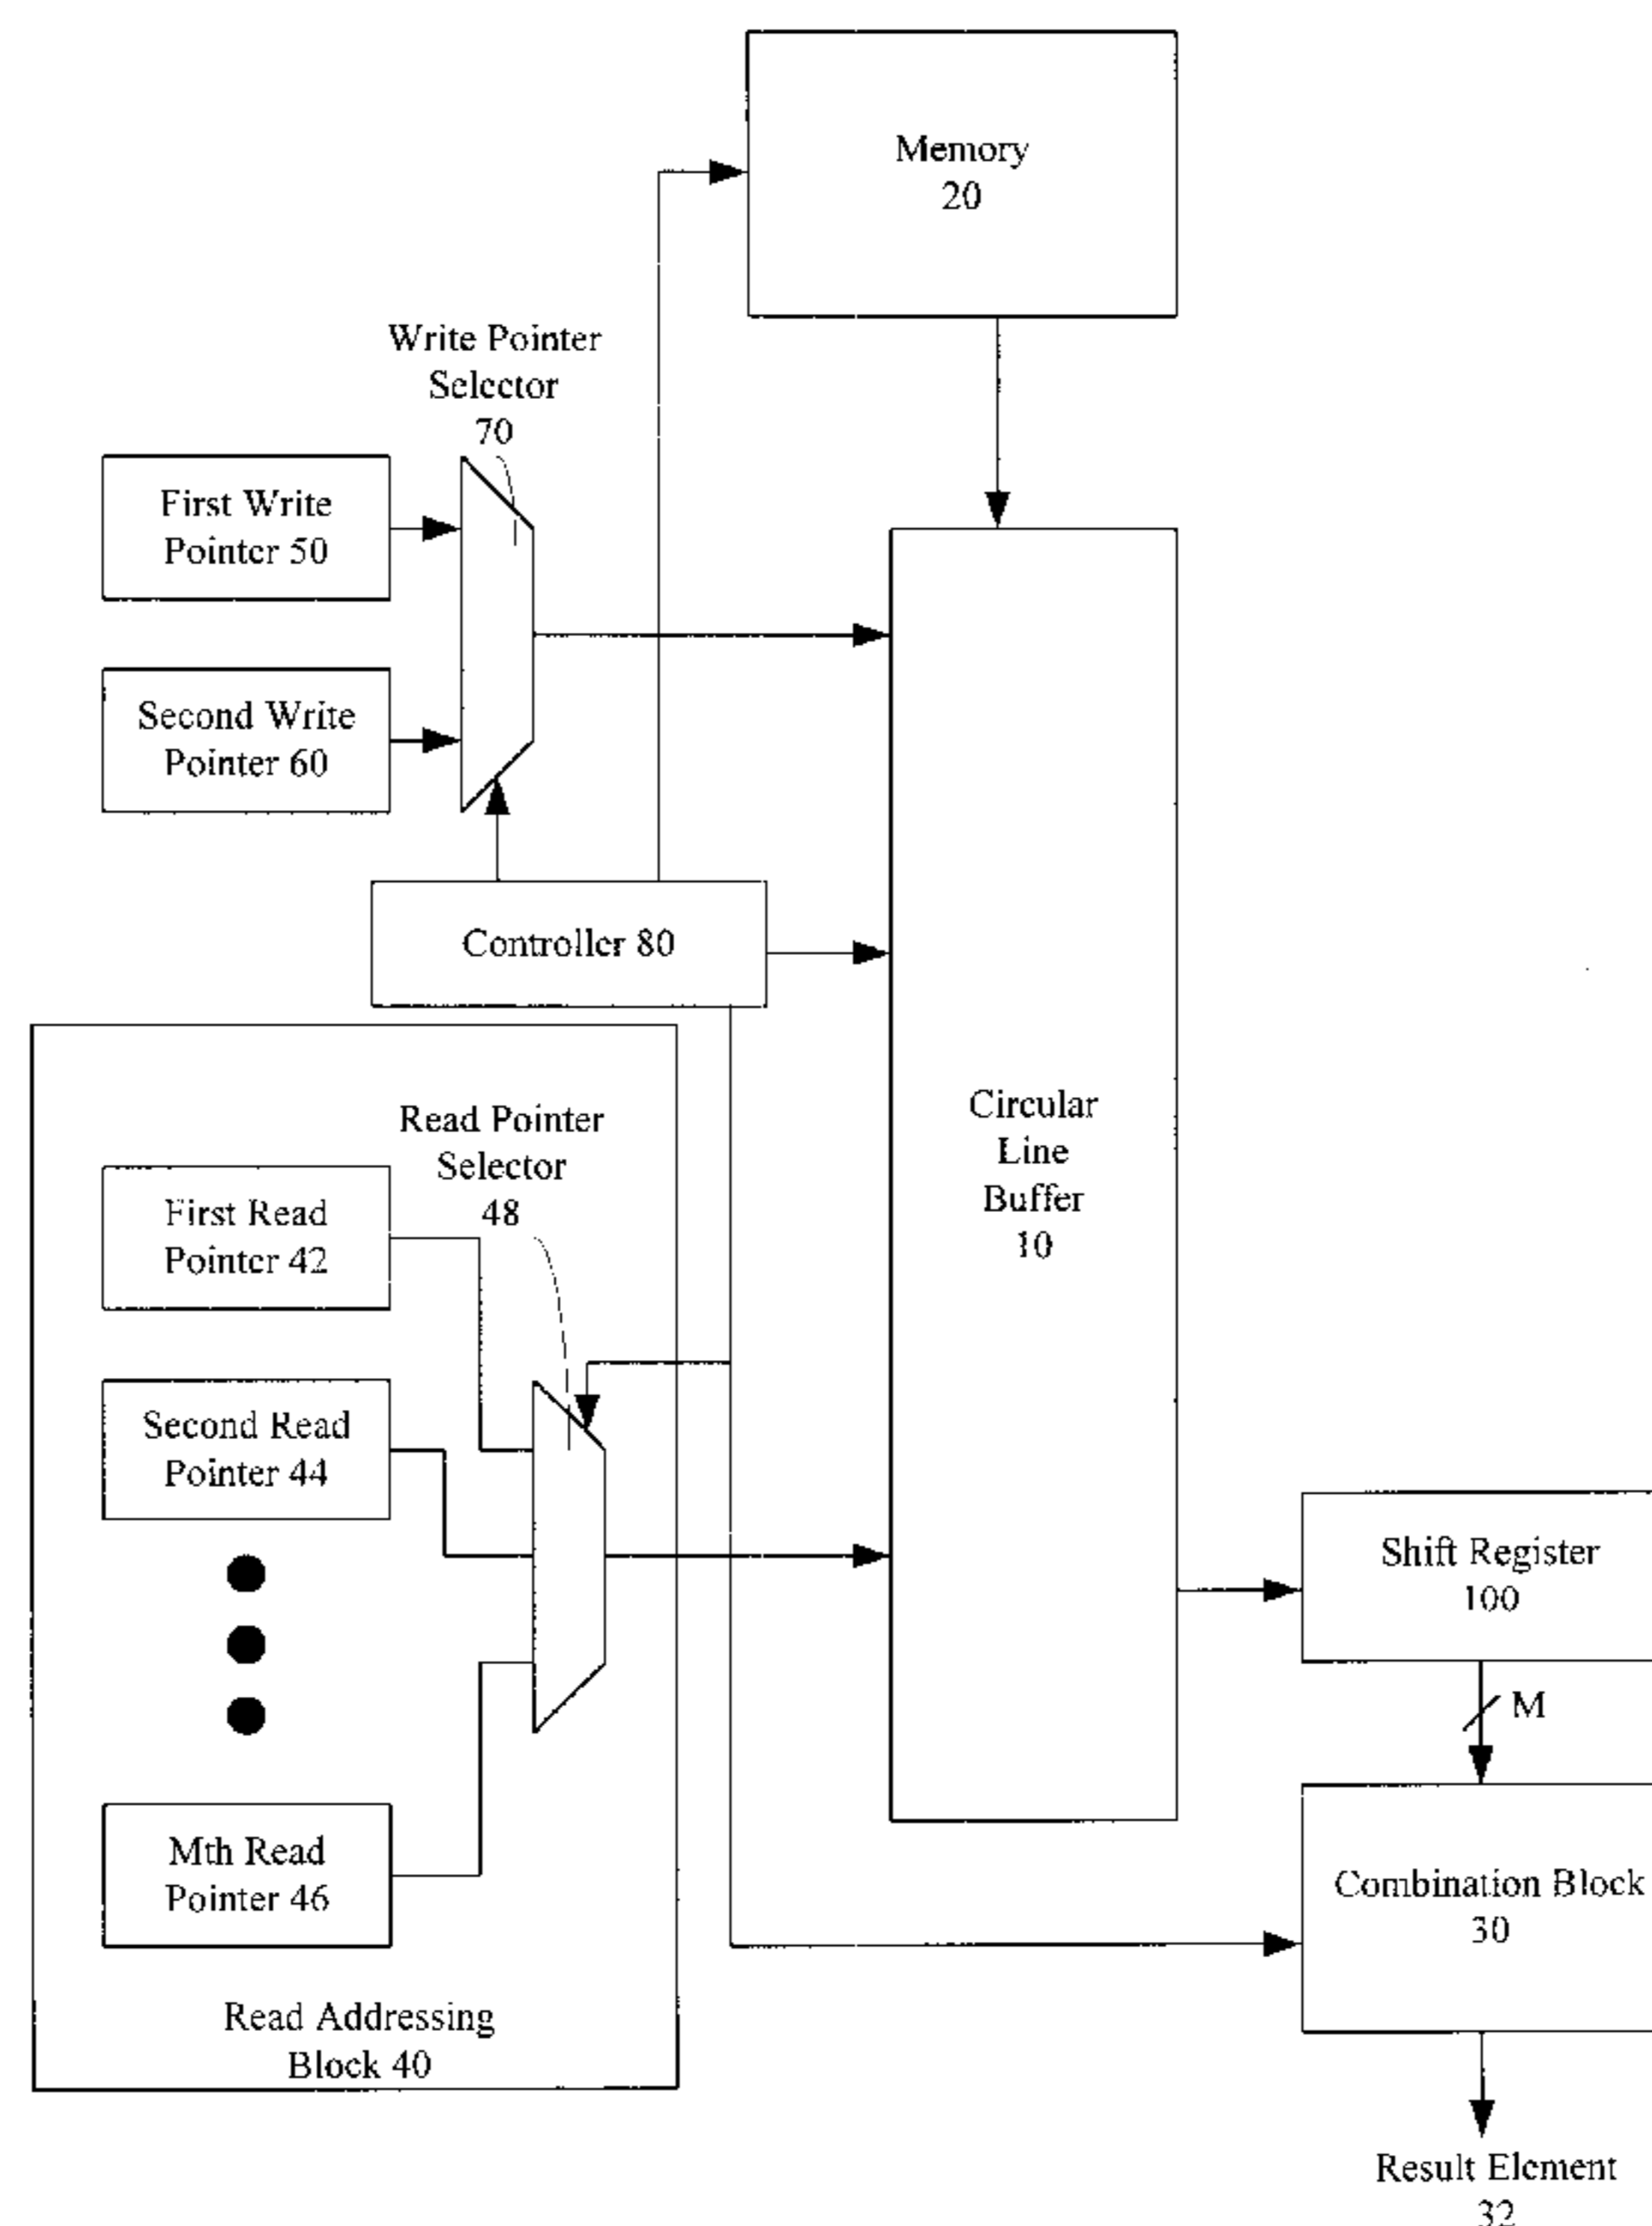 Memory
20
Write Pointer
Selector
70
First Write
Pointer 50
Second Write
Pointer 60
Controller 80
Circular
Line
Buffer
10
Read Pointer
Selector
48
First Read
Pointer 42
Second Read
Pointer 44
Mth Read
Pointer 46
Read Addressing
Block 40
Shift Register
100
M
Combination Block
30
Result Element
32